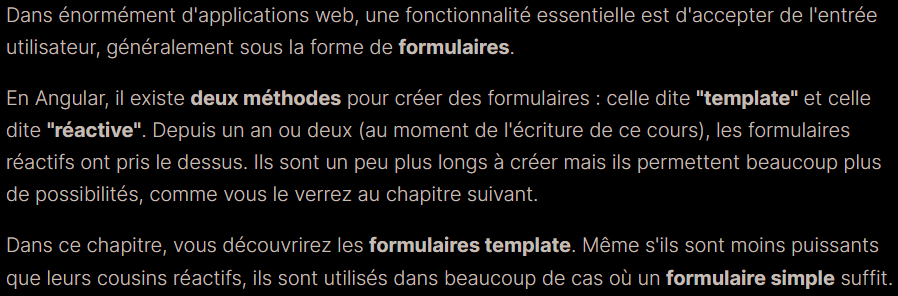 Dans énormément d'applications web, une fonctionnalité essentielle est d'accepter de l'entrée
utilisateur, généralement sous la forme de formulaires.
En Angular, il existe deux méthodes pour créer des formulaires : celle dite "template" et celle
dite "réactive". Depuis un an ou deux (au moment de l'écriture de ce cours), les formulaires
réactifs ont pris le dessus. Ils sont un peu plus longs à créer mais ils permettent beaucoup plus
de possibilités, comme vous le verrez au chapitre suivant.
Dans ce chapitre, vous découvrirez les formulaires template. Même s'ils sont moins puissants
que leurs cousins réactifs, ils sont utilisés dans beaucoup de cas où un formulaire simple suffit.